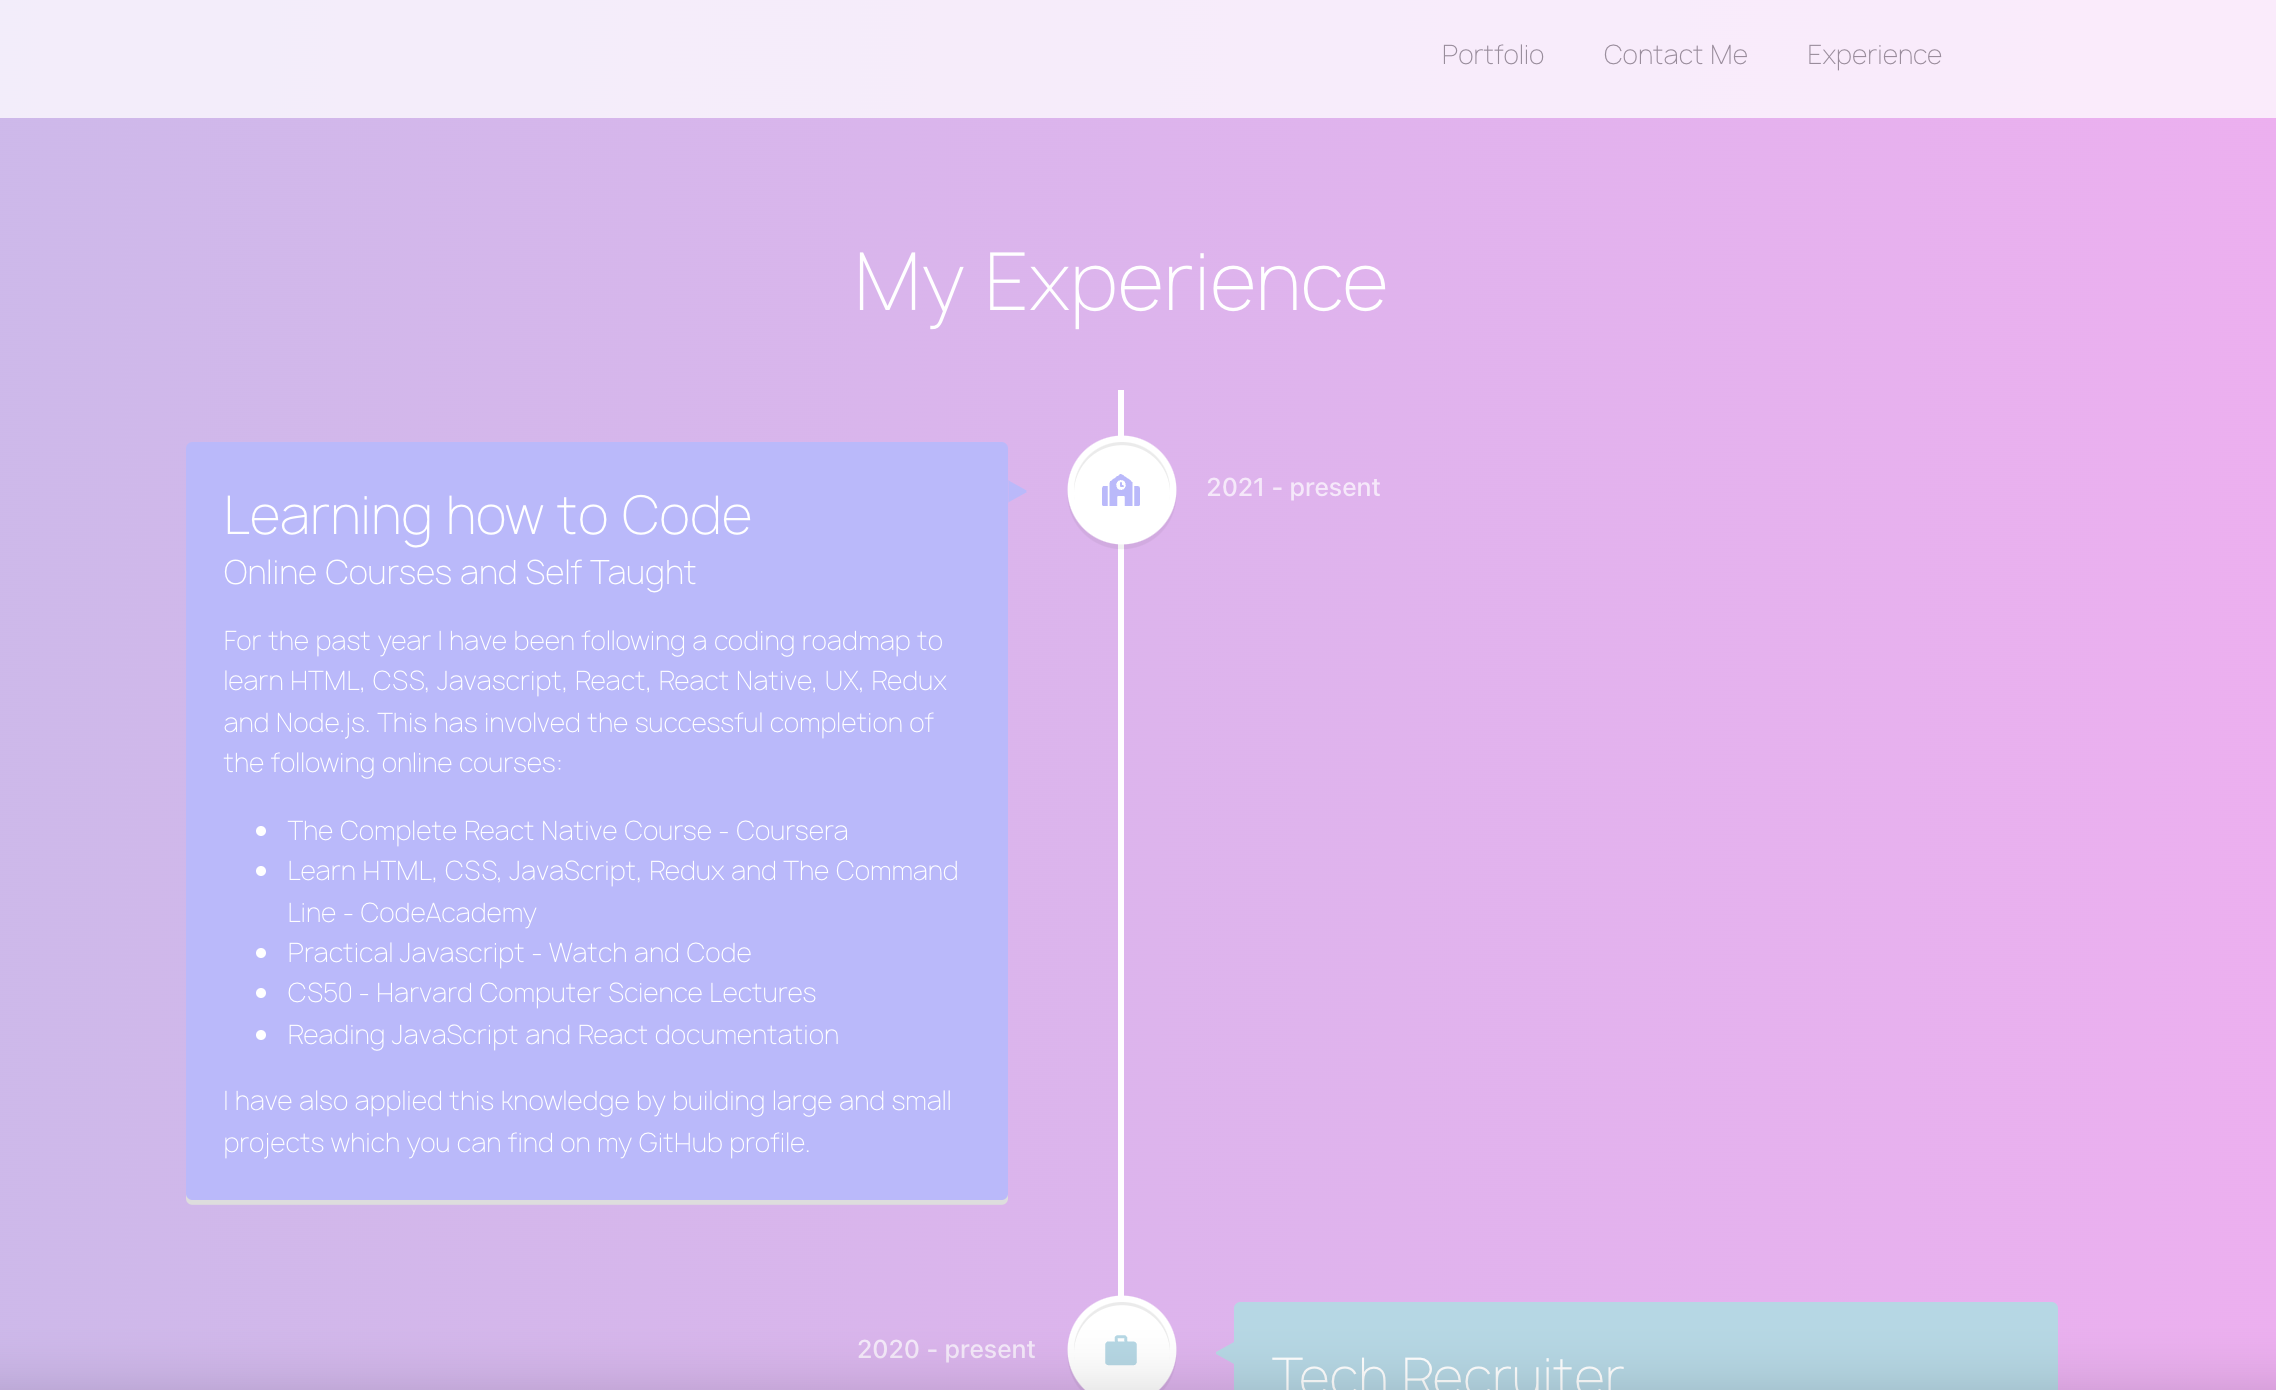 Portfolio Contact Me Experience
My Experience
2021 - present
Learning how to Code
Online Courses and Self Taught
For the past year I have been following a coding roadmap to
learn HTML, CSS, Javascript, React, React Native, UX, Redux
and Node.js. This has involved the successful completion of
the following online courses:
The Complete React Native Course - Coursera
Learn HTML, CSS, JavaScript, Redux and The Command
Line - CodeAcademy
Practical Javascript - Watch and Code
CS50 - Harvard Computer Science Lectures
Reading JavaScript and React documentation
I have also applied this knowledge by building large and small
projects which you can find on my GitHub profile.
2020 - present
Tech Recruiter